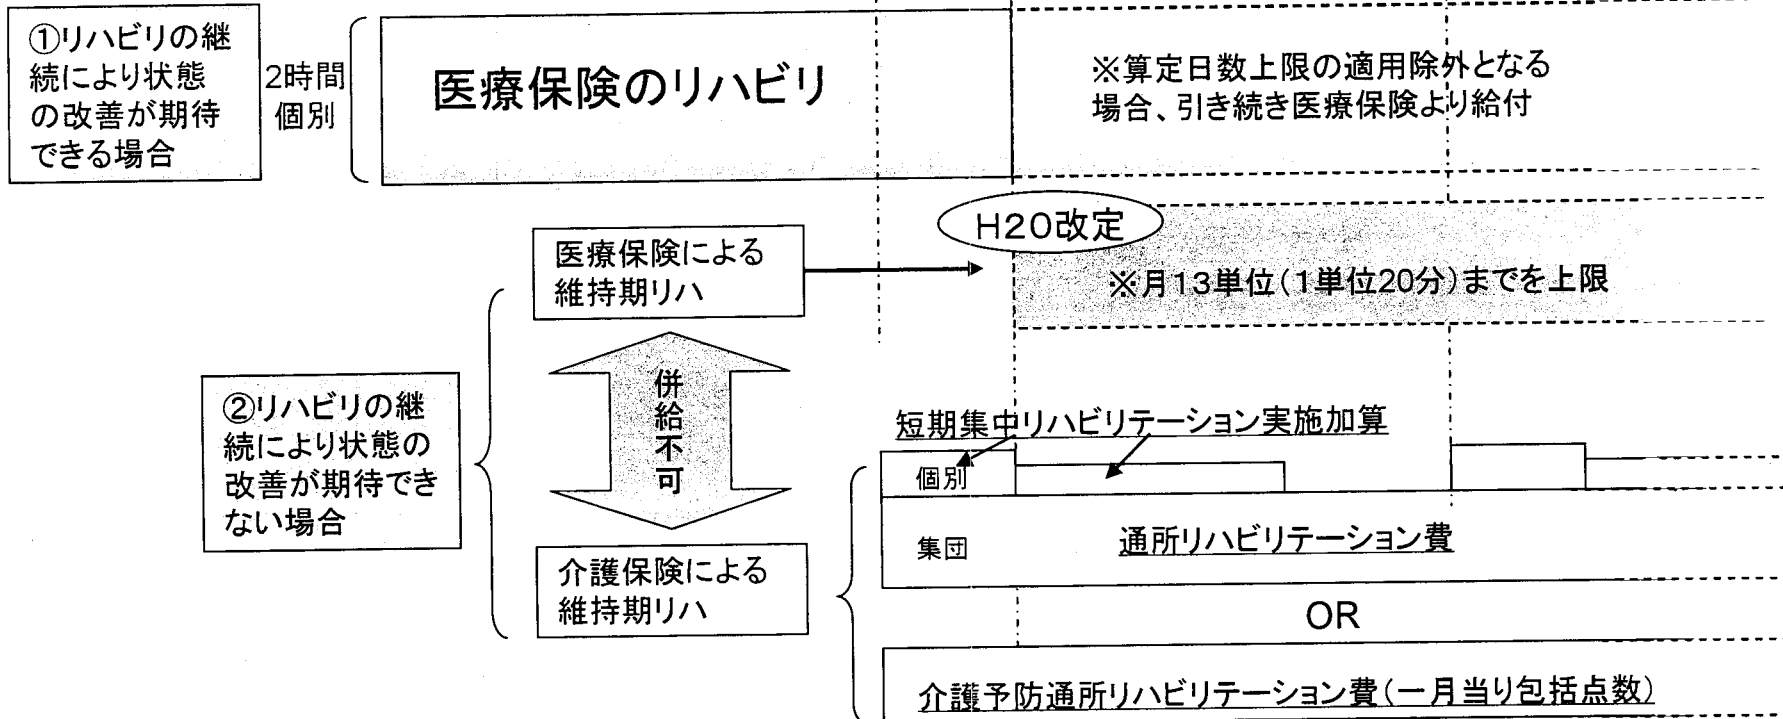 ①リハビリの継
続により状態
の改善が期待
できる場合
2時間
個別
医療保険のリハビリ
※算定日数上限の適用除外となる
場合、引き続き医療保険より給付
H20改定
医療保険による
維持期リハ
※月13単位(1単位20分)までを上限
併
給
不
可
②リハビリの継
続により状態の
改善が期待でき
ない場合
短期集中リハビリテーション実施加算
個別
集団
通所リハビリテーション費
介護保険による
維持期リハ
OR
介護予防通所リハビリテーション費(一月当り包括点数)